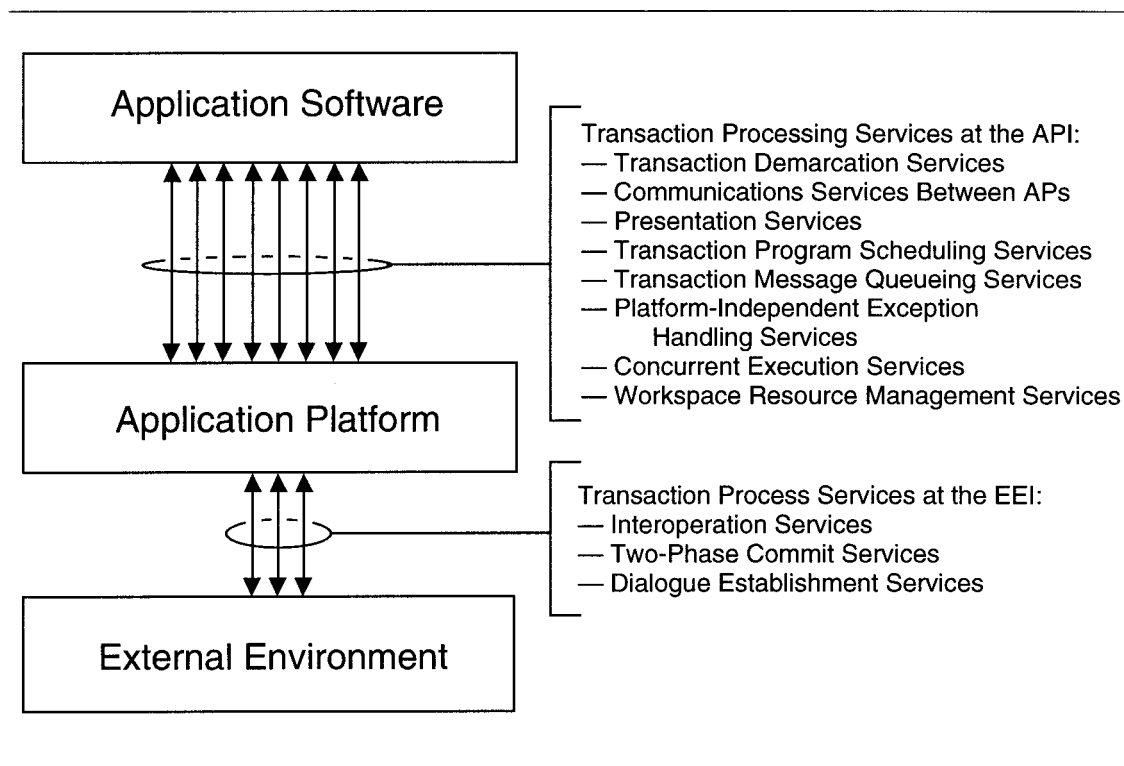 Application Software
Transaction Processing Services at the API:
— Transaction Demarcation Services
— Communications Services Between APs
— Presentation Services
— Transaction Program Scheduling Services
— Transaction Message Queueing Services
— Platform-Independent Exception
Handling Services
— Concurrent Execution Services
— Workspace Resource Management Services
Application Platform
Transaction Process Services at the EEI:
— Interoperation Services
— Two-Phase Commit Services
— Dialogue Establishment Services
External Environment